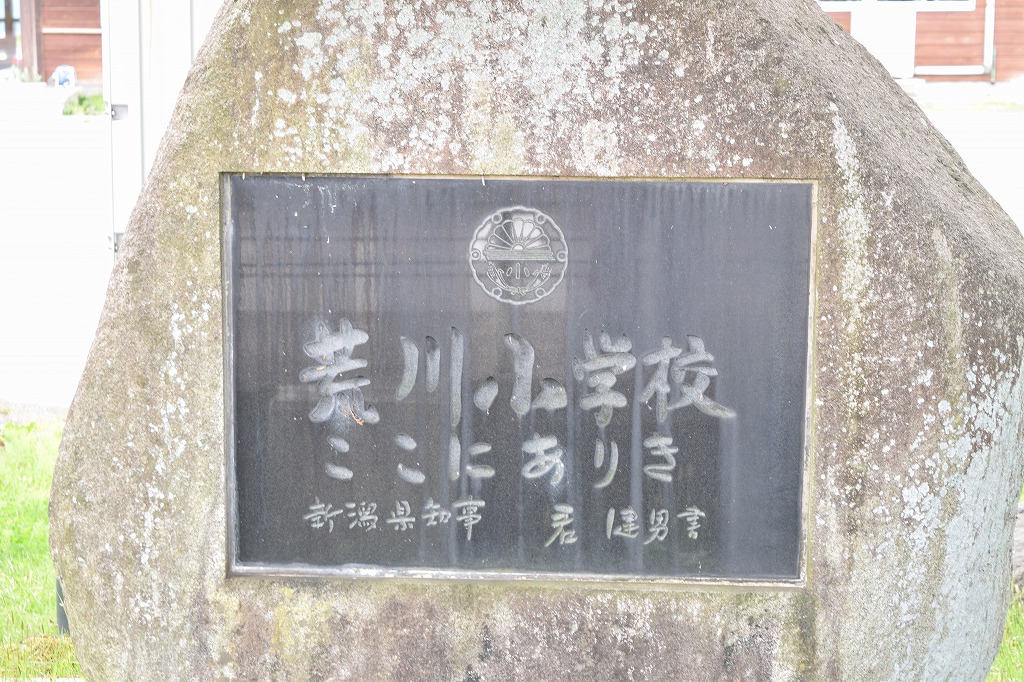 小
荒川小学校
ここにありき
新潟県知事 君 健男書